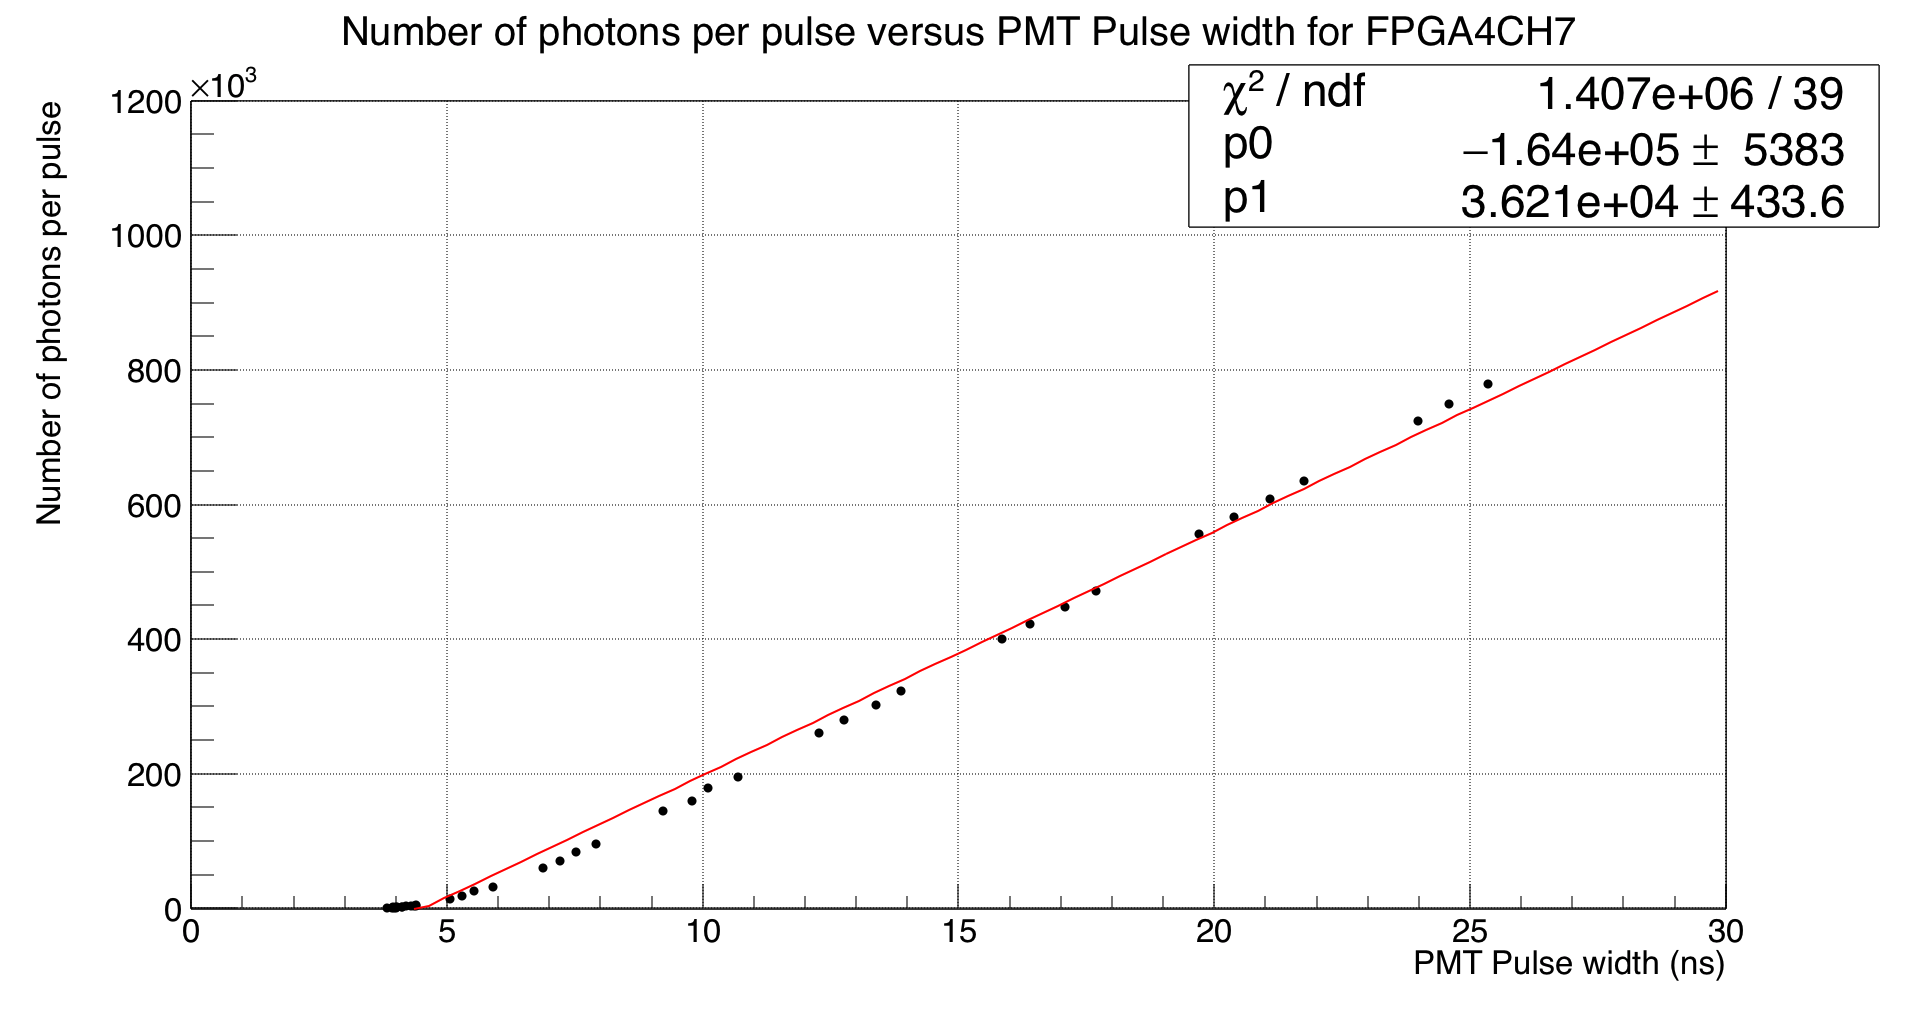 Number of photons per pulse versus PMT Pulse width for FPGA4CH7
×10³
χ² / ndf 1.407e+06 / 39
p0 −1.64e+05 ± 5383
p1 3.621e+04 ± 433.6
Number of photons per pulse
1200
1000
800
600
400
200
0
0 5 10 15 20 25 30
PMT Pulse width (ns)